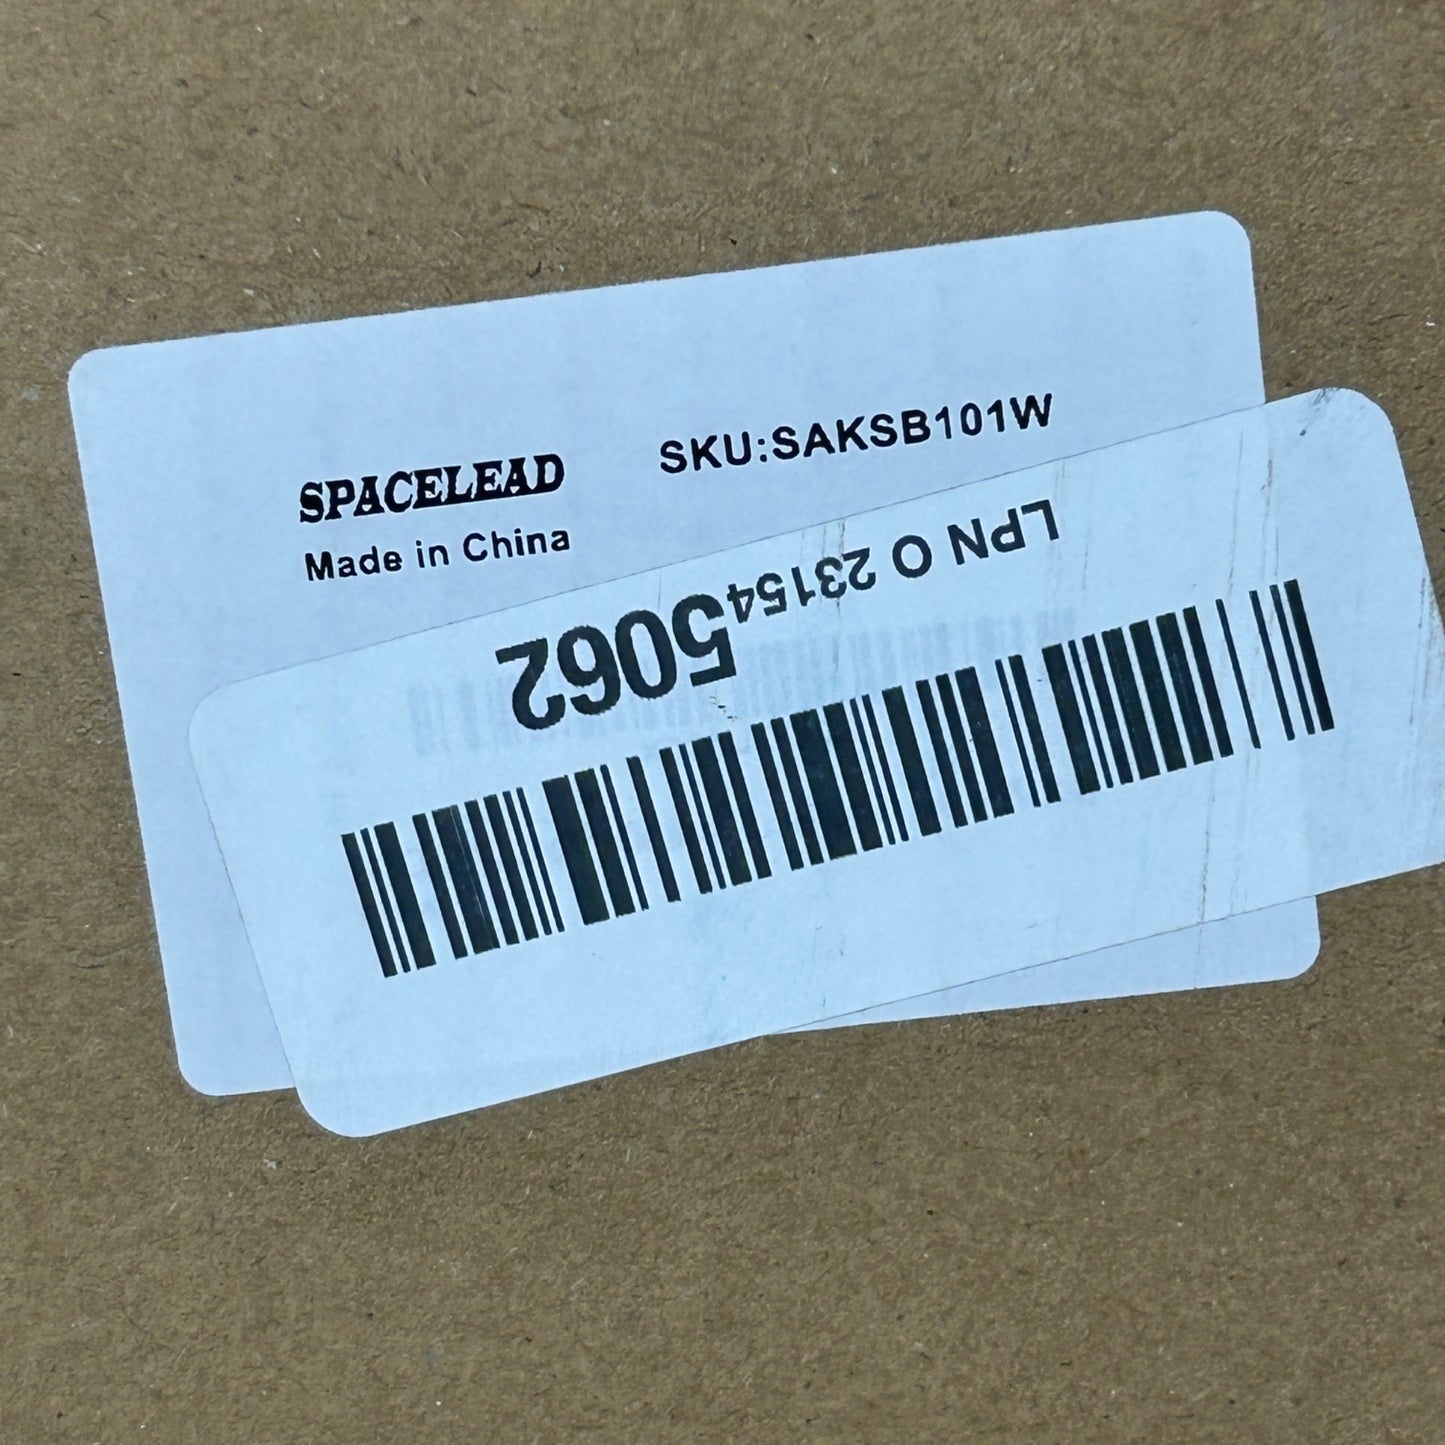 SPACELEAD
SKU:SAKSB101W
Made in China
LPN O 231545062